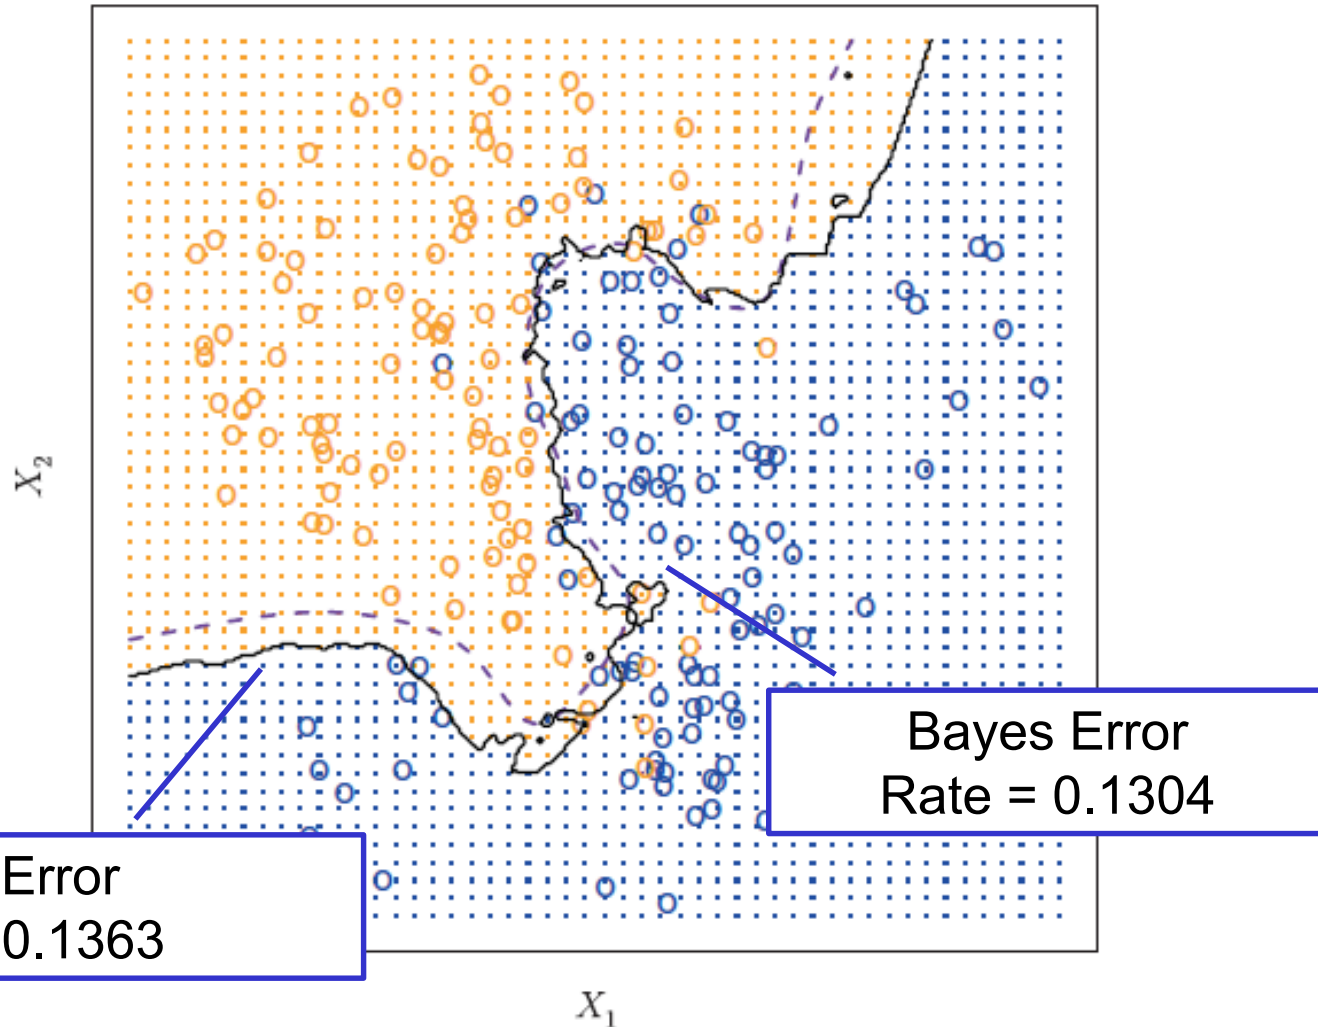 X₂
Bayes Error
Rate = 0.1304
Error
0.1363
X₁